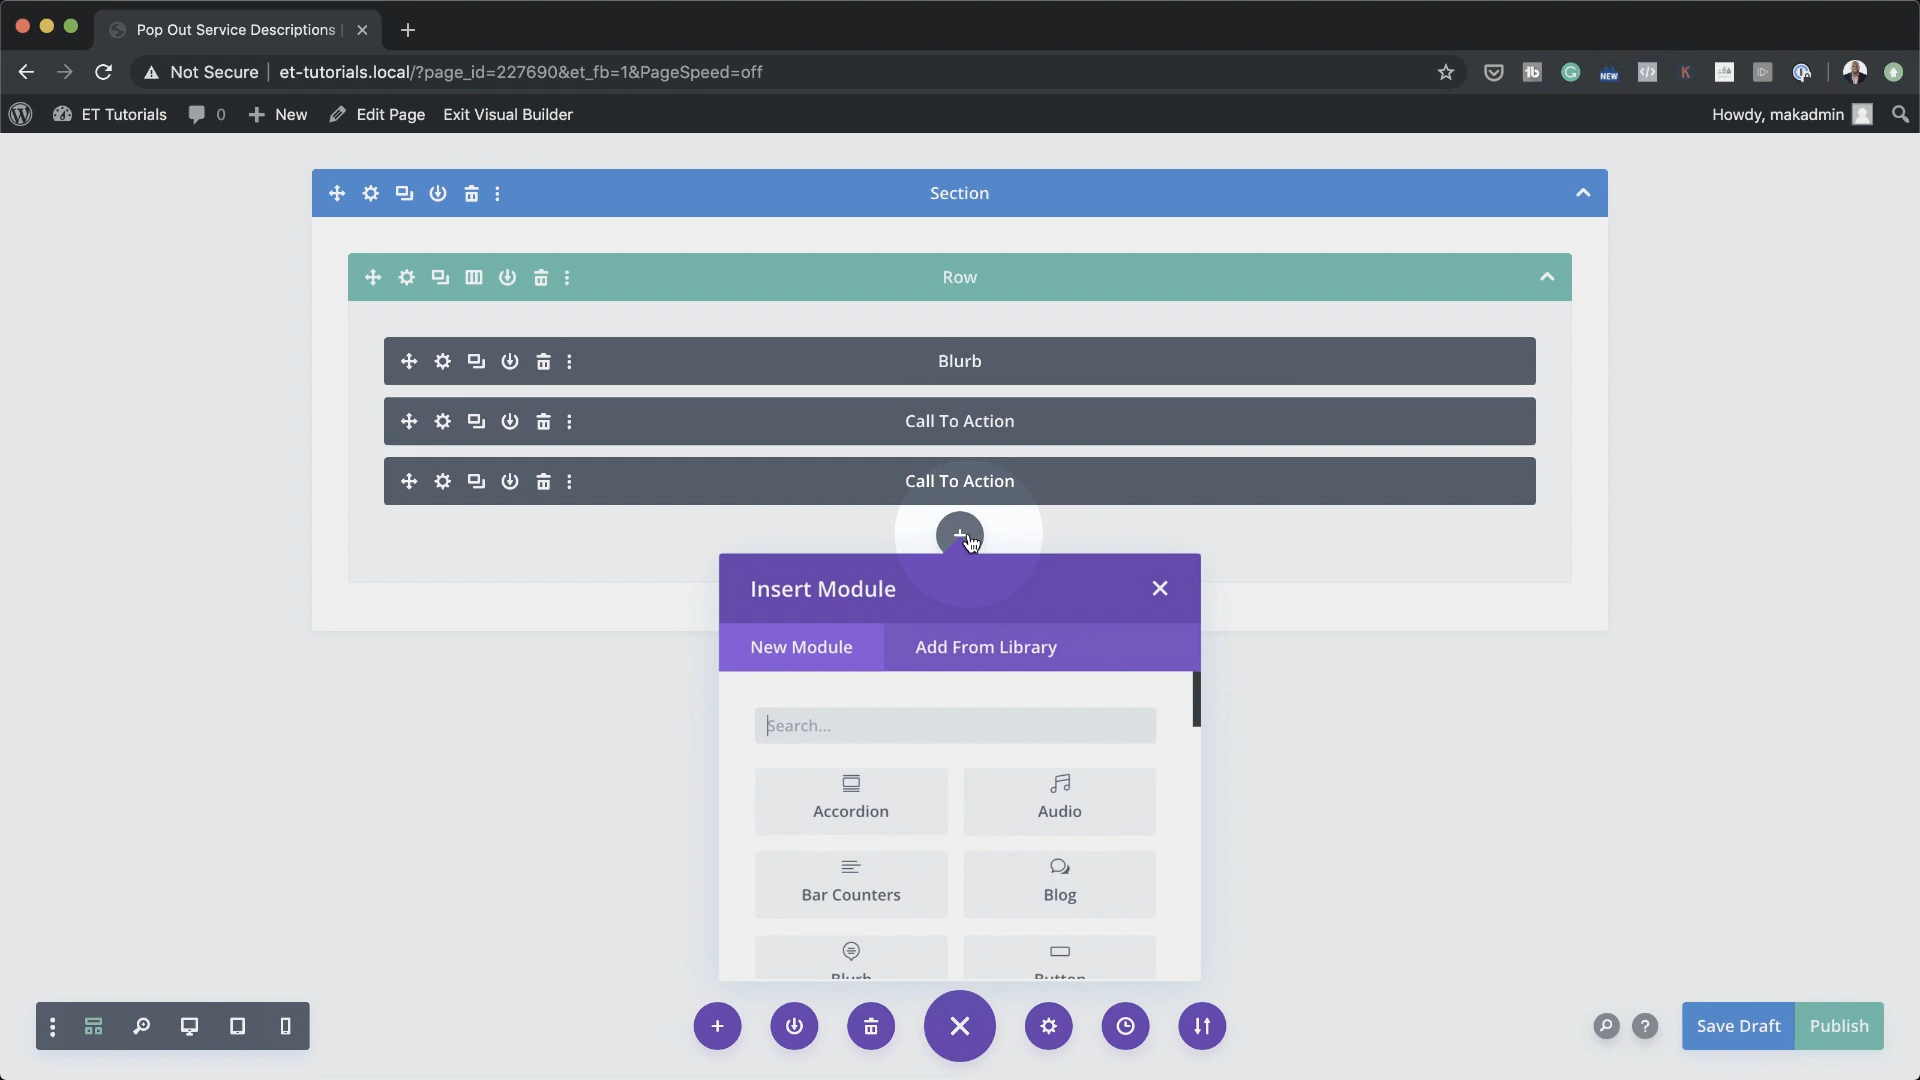 Pop Out Service Descriptions |
Not Secure | et-tutorials.local/?page_id=227690&et_fb=1&PageSpeed=off
NEW
K
ET Tutorials 0 New Edit Page Exit Visual Builder Howdy, makadmin
Section
Row
Blurb
Call To Action
Call To Action
Insert Module
New Module Add From Library
Search...
Accordion Audio
Bar Counters Blog
Blurb Button
Save Draft Publish